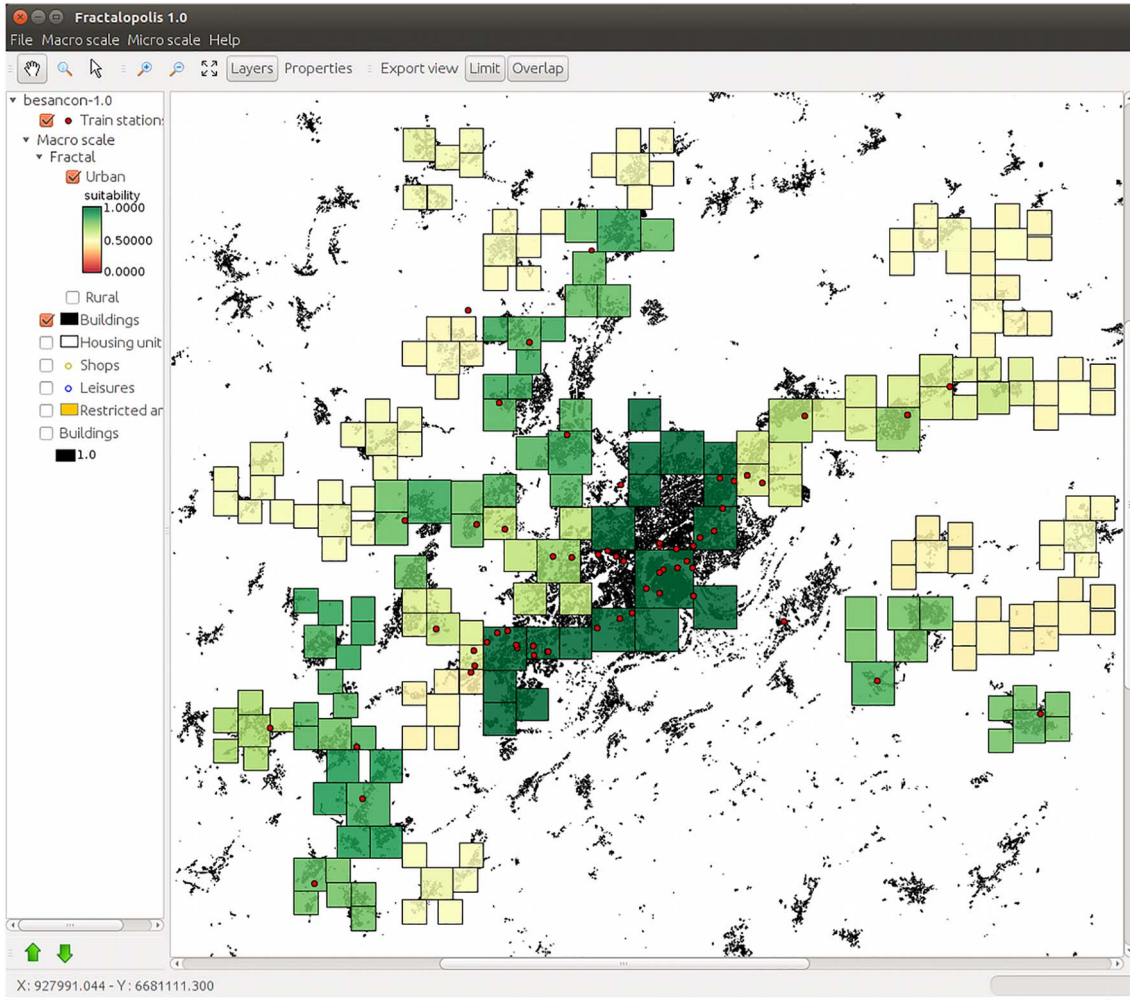 Fractalopolis 1.0
File Macro scale Micro scale Help
Layers Properties Export view Limit Overlap
besancon-1.0
Train station
Macro scale
Fractal
Urban
suitability
1.0000
0.50000
0.0000
Rural
Buildings
Housing unit
Shops
Leisures
Restricted ar
Buildings
1.0
X: 927991.044 - Y: 6681111.300